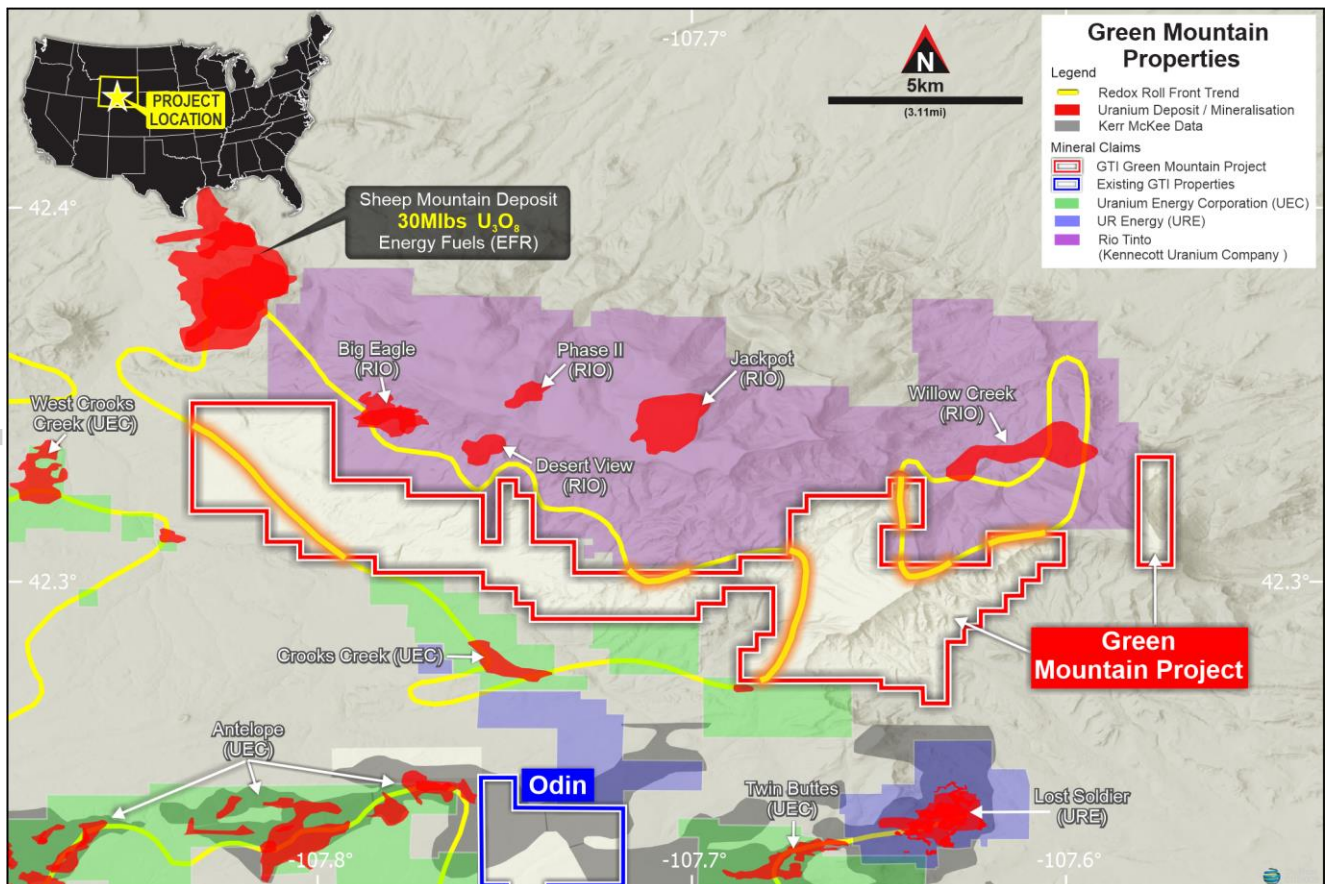 -107.7°
N
5km
(3.11mi)
Green Mountain
Properties
Legend
Redox Roll Front Trend
Uranium Deposit / Mineralisation
Kerr McKee Data
Mineral Claims
GTI Green Mountain Project
Existing GTI Properties
Uranium Energy Corporation (UEC)
UR Energy (URE)
Rio Tinto
(Kennecott Uranium Company )
PROJECT
LOCATION
42.4°
42.4°
Sheep Mountain Deposit
30Mlbs U₃O₈
Energy Fuels (EFR)
Big Eagle
(RIO)
Phase II
(RIO)
Jackpot
(RIO)
Willow Creek
(RIO)
West Crooks
Creek (UEC)
Desert View
(RIO)
42.3°
42.3°
Crooks Creek (UEC)
Green
Mountain Project
Antelope
(UEC)
Odin
Twin Buttes
(UEC)
Lost Soldier
(URE)
-107.8°
-107.7°
-107.6°